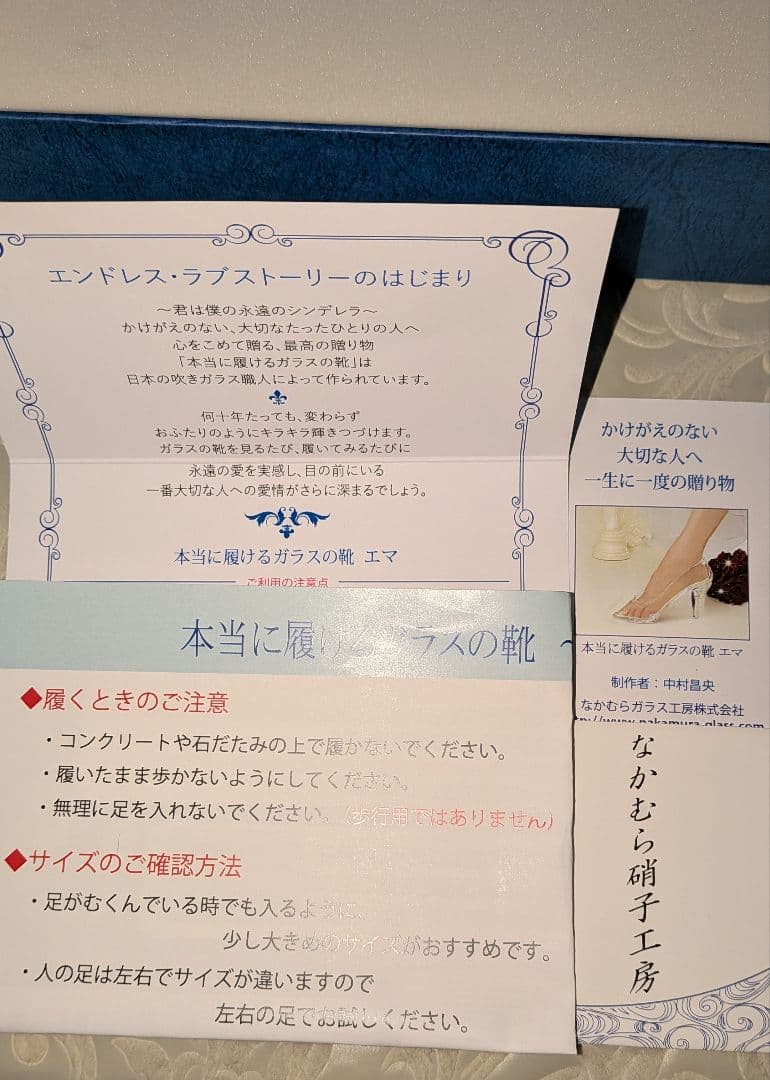 エンドレス・ラブストーリーのはじまり
～君は僕の永遠のシンデレラ～
かけがえのない、大切なたったひとりの人へ
心をこめて贈る、最高の贈り物
「本当に履けるガラスの靴」は
日本の吹きガラス職人によって作られています。
何十年たっても、変わらず
おふたりのようにキラキラ輝きつづけます。
ガラスの靴を見るたび、履いてみるたびに
永遠の愛を実感し、目の前にいる
一番大切な人への愛情がさらに深まるでしょう。
本当に履けるガラスの靴 エマ
ご利用の注意点
本当に履けるガラスの靴 ～
◆履くときのご注意
・コンクリートや石だたみの上で履かないでください。
・履いたまま歩かないようにしてください。
・無理に足を入れないでください。(歩行用ではありません)
◆サイズのご確認方法
・足がむくんでいる時でも入るように、
少し大きめのサイズがおすすめです。
・人の足は左右でサイズが違いますので
左右の足でお試しください。
かけがえのない
大切な人へ
一生に一度の贈り物
本当に履けるガラスの靴 エマ
制作者：中村昌央
なかむらガラス工房株式会社
://www.nakamura-glass.com
なかむら硝子工房